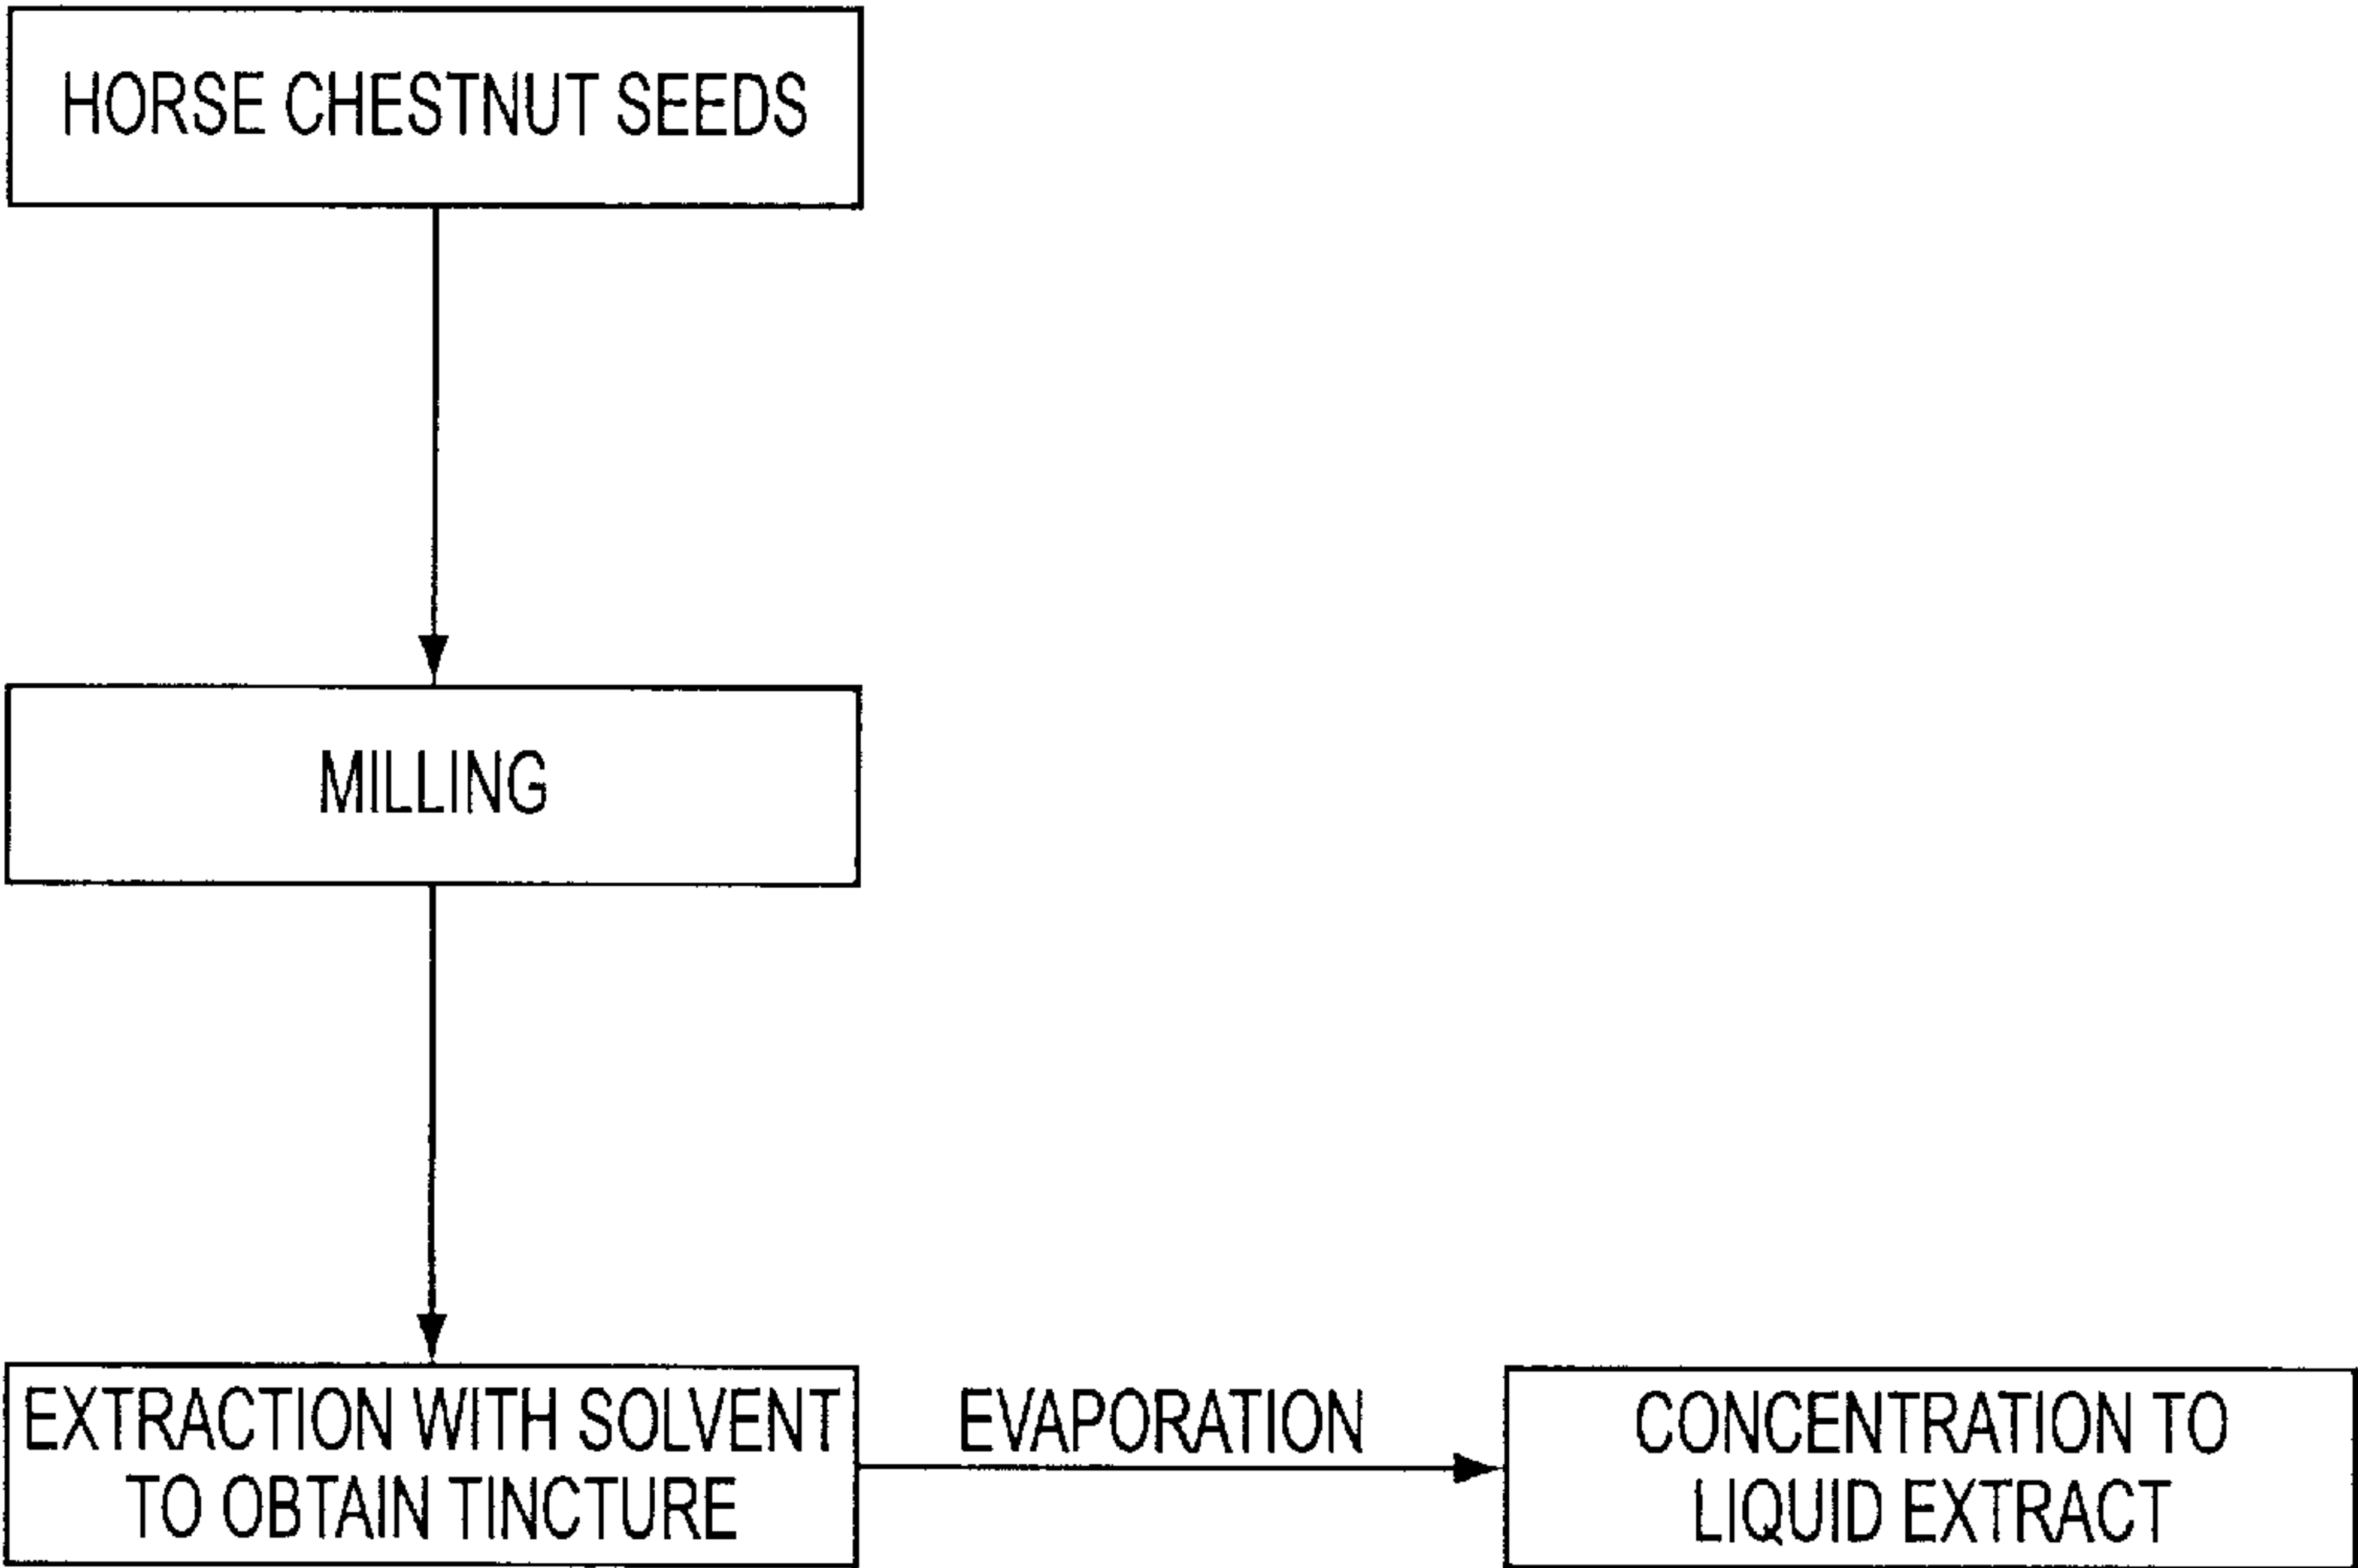 HORSE CHESTNUT SEEDS
MILLING
EXTRACTION WITH SOLVENT
TO OBTAIN TINCTURE
EVAPORATION
CONCENTRATION TO
LIQUID EXTRACT